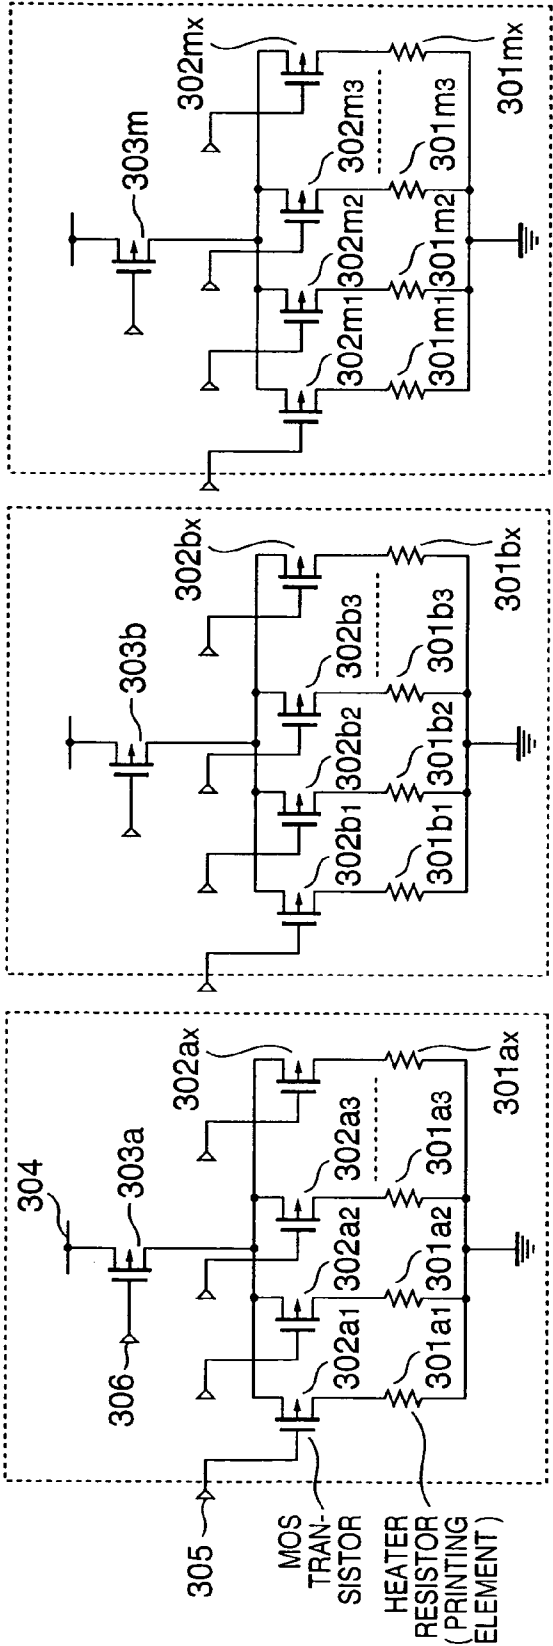 304
303a
306
305
302a1
302a2
302a3
302ax
301a1
301a2
301a3
301ax
MOS
TRAN-
SISTOR
HEATER
RESISTOR
(PRINTING
ELEMENT)
303b
302b1
302b2
302b3
302bx
301b1
301b2
301b3
301bx
303m
302m1
302m2
302m3
302mx
301m1
301m2
301m3
301mx